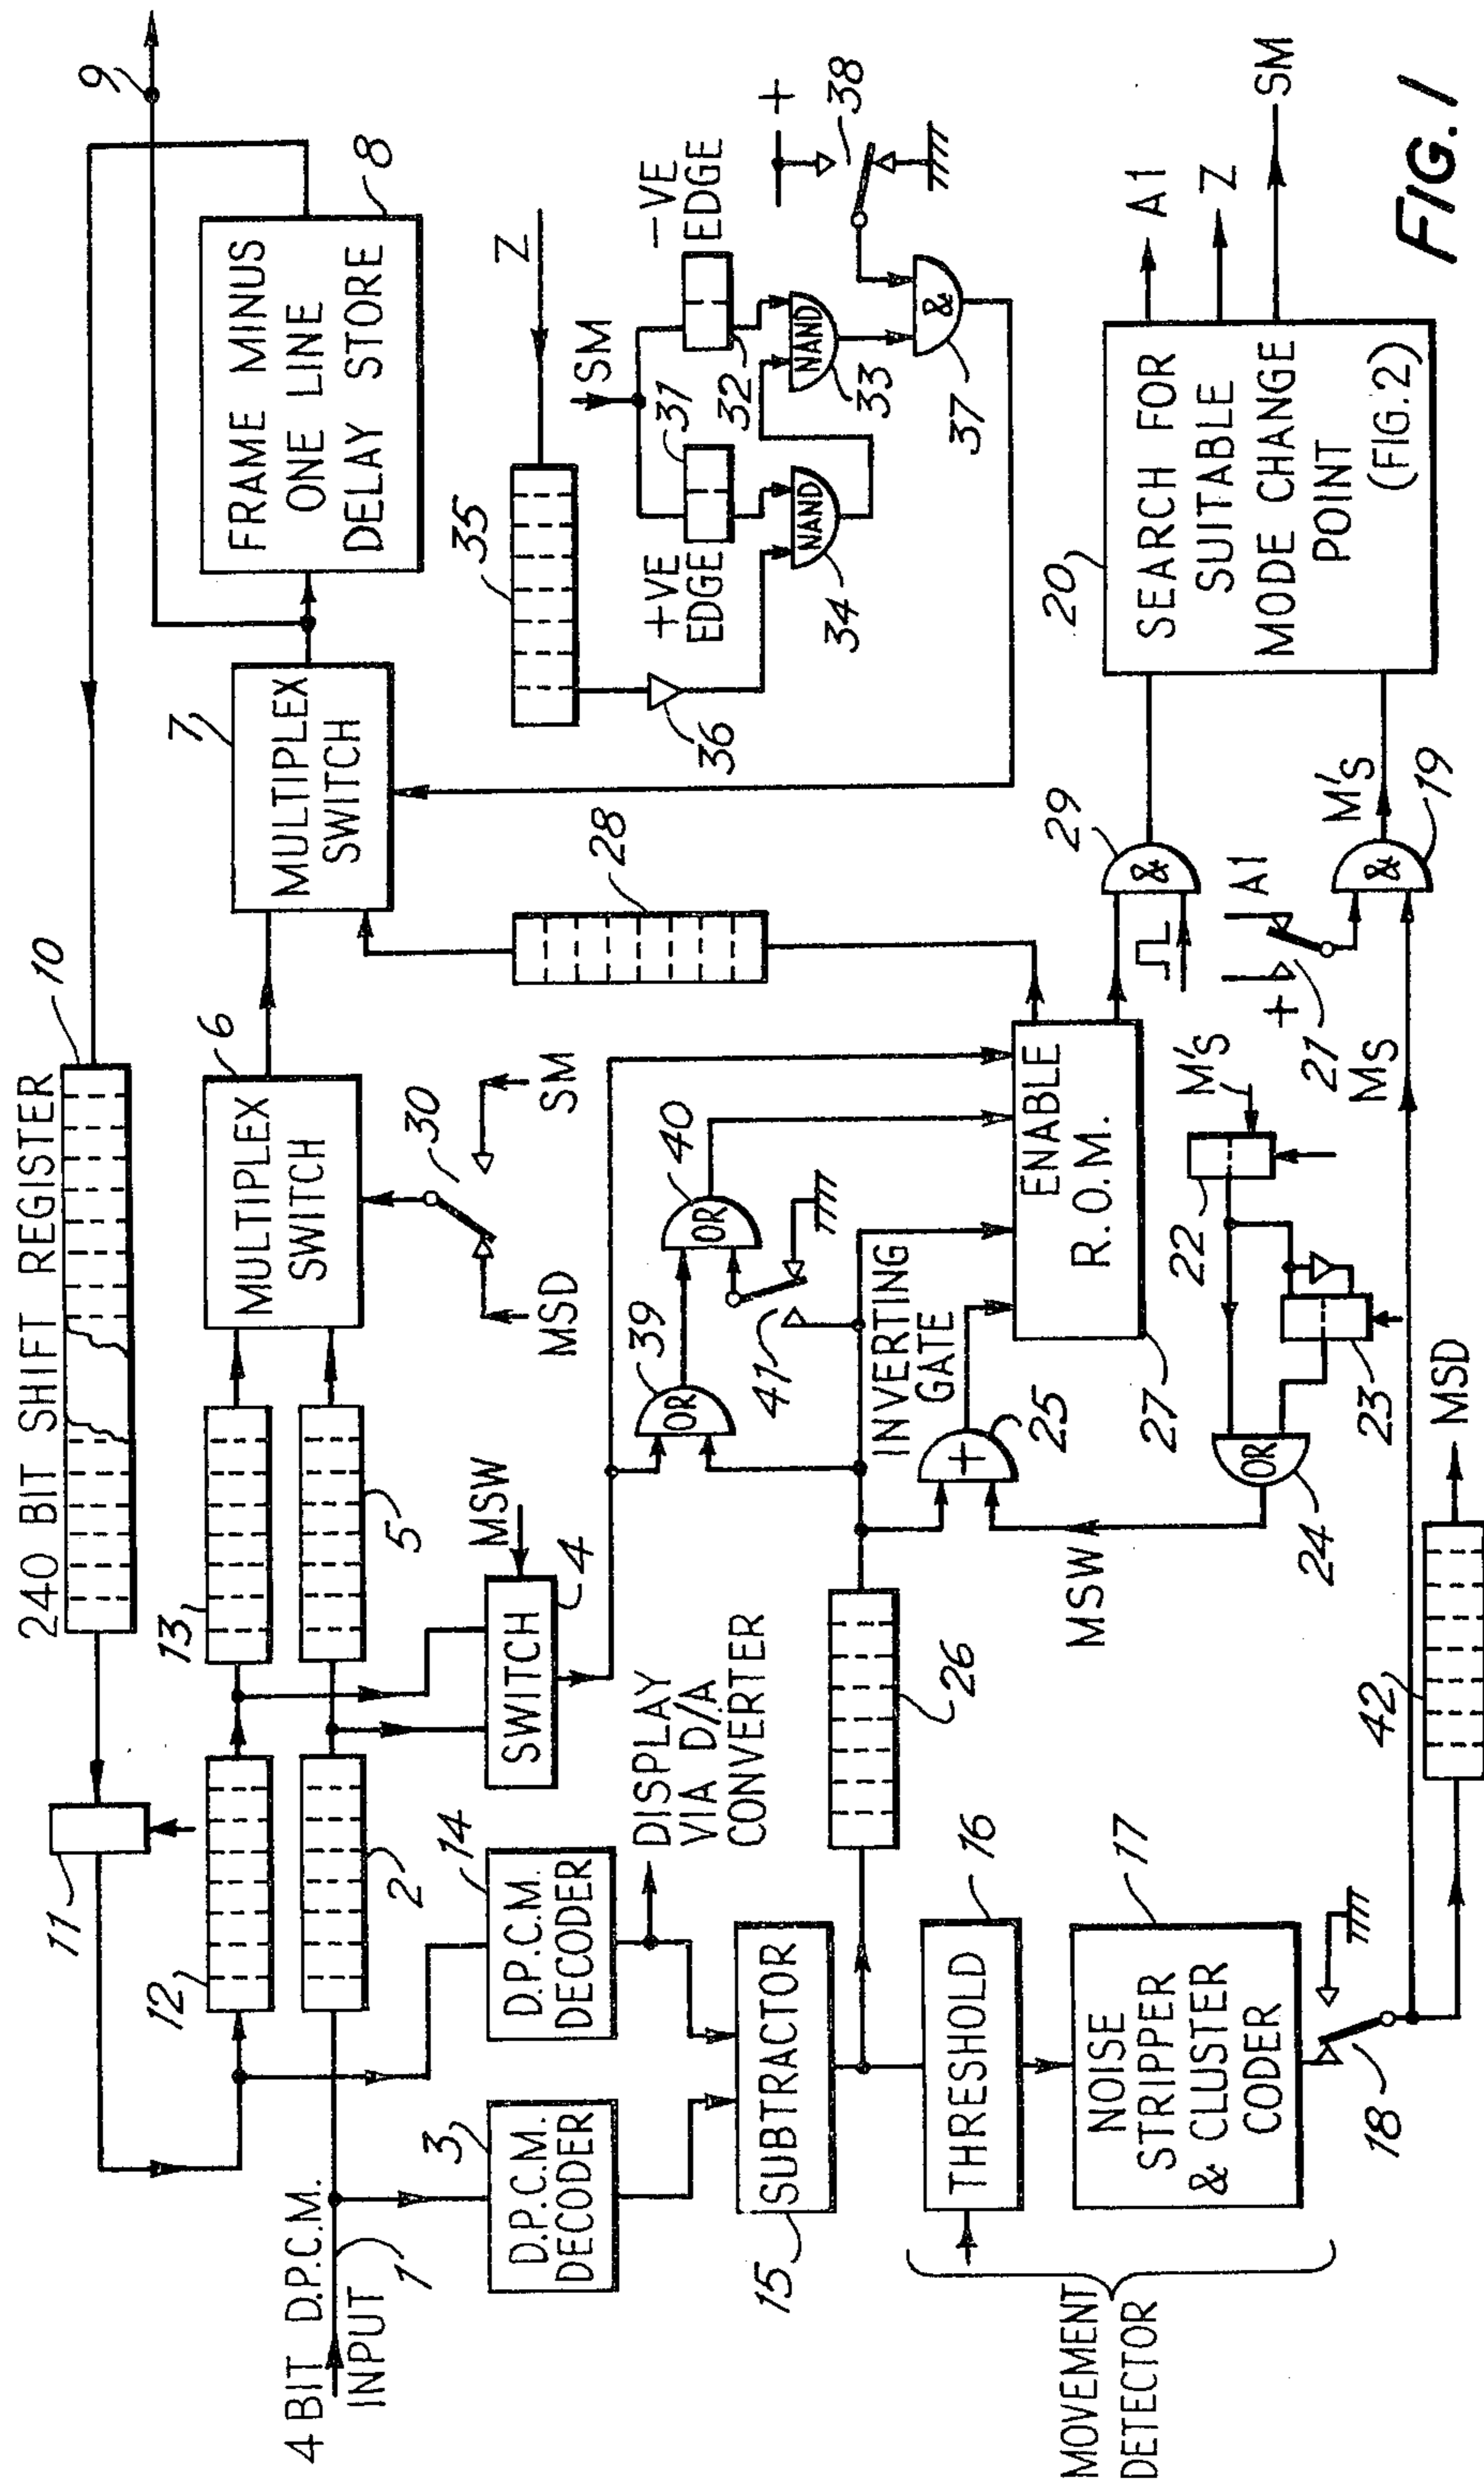 240 BIT SHIFT REGISTER
10
9
11
12
13
6
MULTIPLEX
SWITCH
7
MULTIPLEX
SWITCH
FRAME MINUS
ONE LINE
DELAY STORE
8
4 BIT D.P.C.M.
INPUT
1
2
5
MSD
SM
30
3
D.P.C.M.
DECODER
14
D.P.C.M.
DECODER
SWITCH
4
MSW
DISPLAY
VIA D/A
CONVERTER
OR
39
OR
40
41
28
35
Z
36
+VE
EDGE
31
SM
-VE
EDGE
32
NAND
34
NAND
33
+
38
&
37
SUBTRACTOR
15
26
INVERTING
GATE
+
25
ENABLE
R.O.M.
27
&
29
20
SEARCH FOR
SUITABLE
MODE CHANGE
POINT
(FIG.2)
A1
Z
SM
MOVEMENT
DETECTOR
THRESHOLD
16
NOISE
STRIPPER
& CLUSTER
CODER
17
18
MSW
OR
24
22
M'S
23
+
21
A1
MS
&
19
M'S
42
MSD
FIG. 1